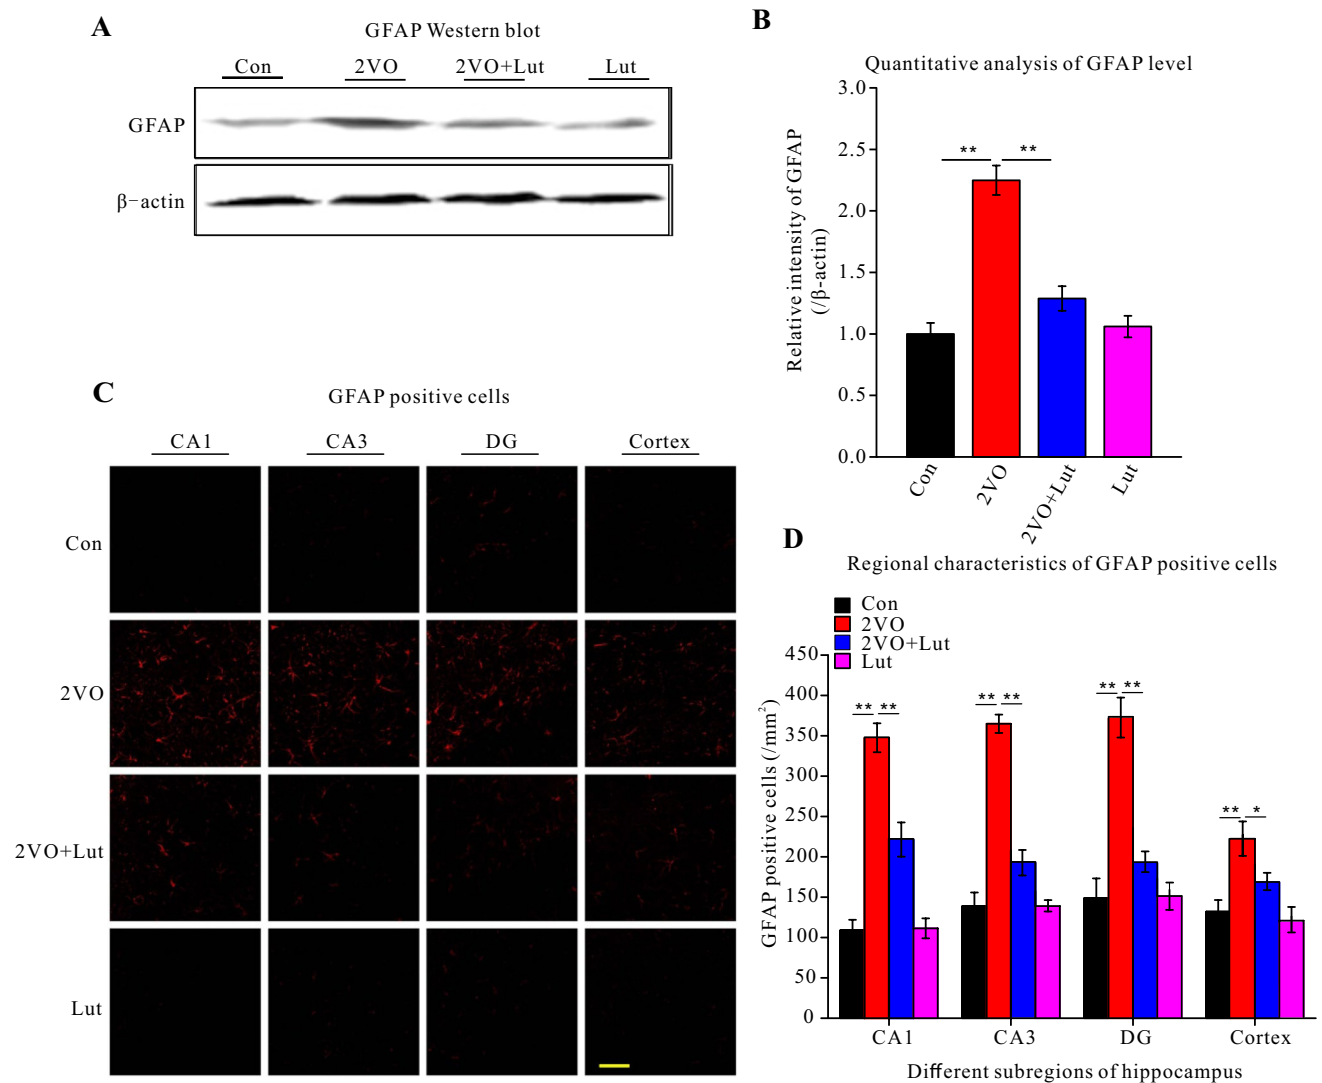 A
GFAP Western blot
Con 2VO 2VO+Lut Lut
GFAP
β-actin
B
Quantitative analysis of GFAP level
Relative intensity of GFAP
(/β-actin)
3.0
2.5
2.0
1.5
1.0
0.5
0.0
** **
Con 2VO 2VO+Lut Lut
C
GFAP positive cells
CA1 CA3 DG Cortex
Con
2VO
2VO+Lut
Lut
D
Regional characteristics of GFAP positive cells
Con
2VO
2VO+Lut
Lut
GFAP positive cells (/mm²)
450
400
350
300
250
200
150
100
50
0
** **
** **
** **
** *
CA1 CA3 DG Cortex
Different subregions of hippocampus